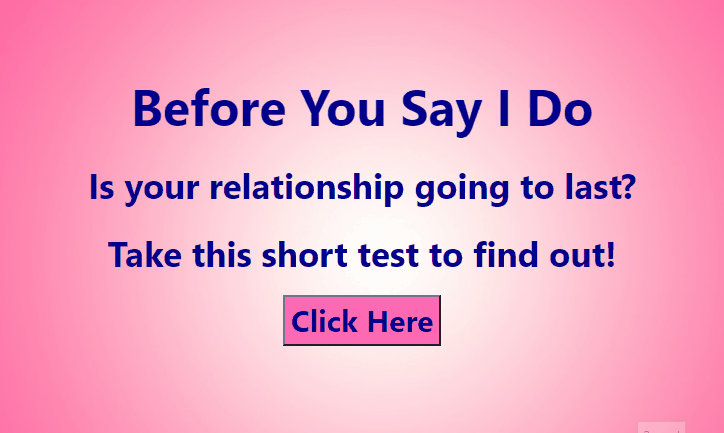 Before You Say I Do
Is your relationship going to last?
Take this short test to find out!
Click Here